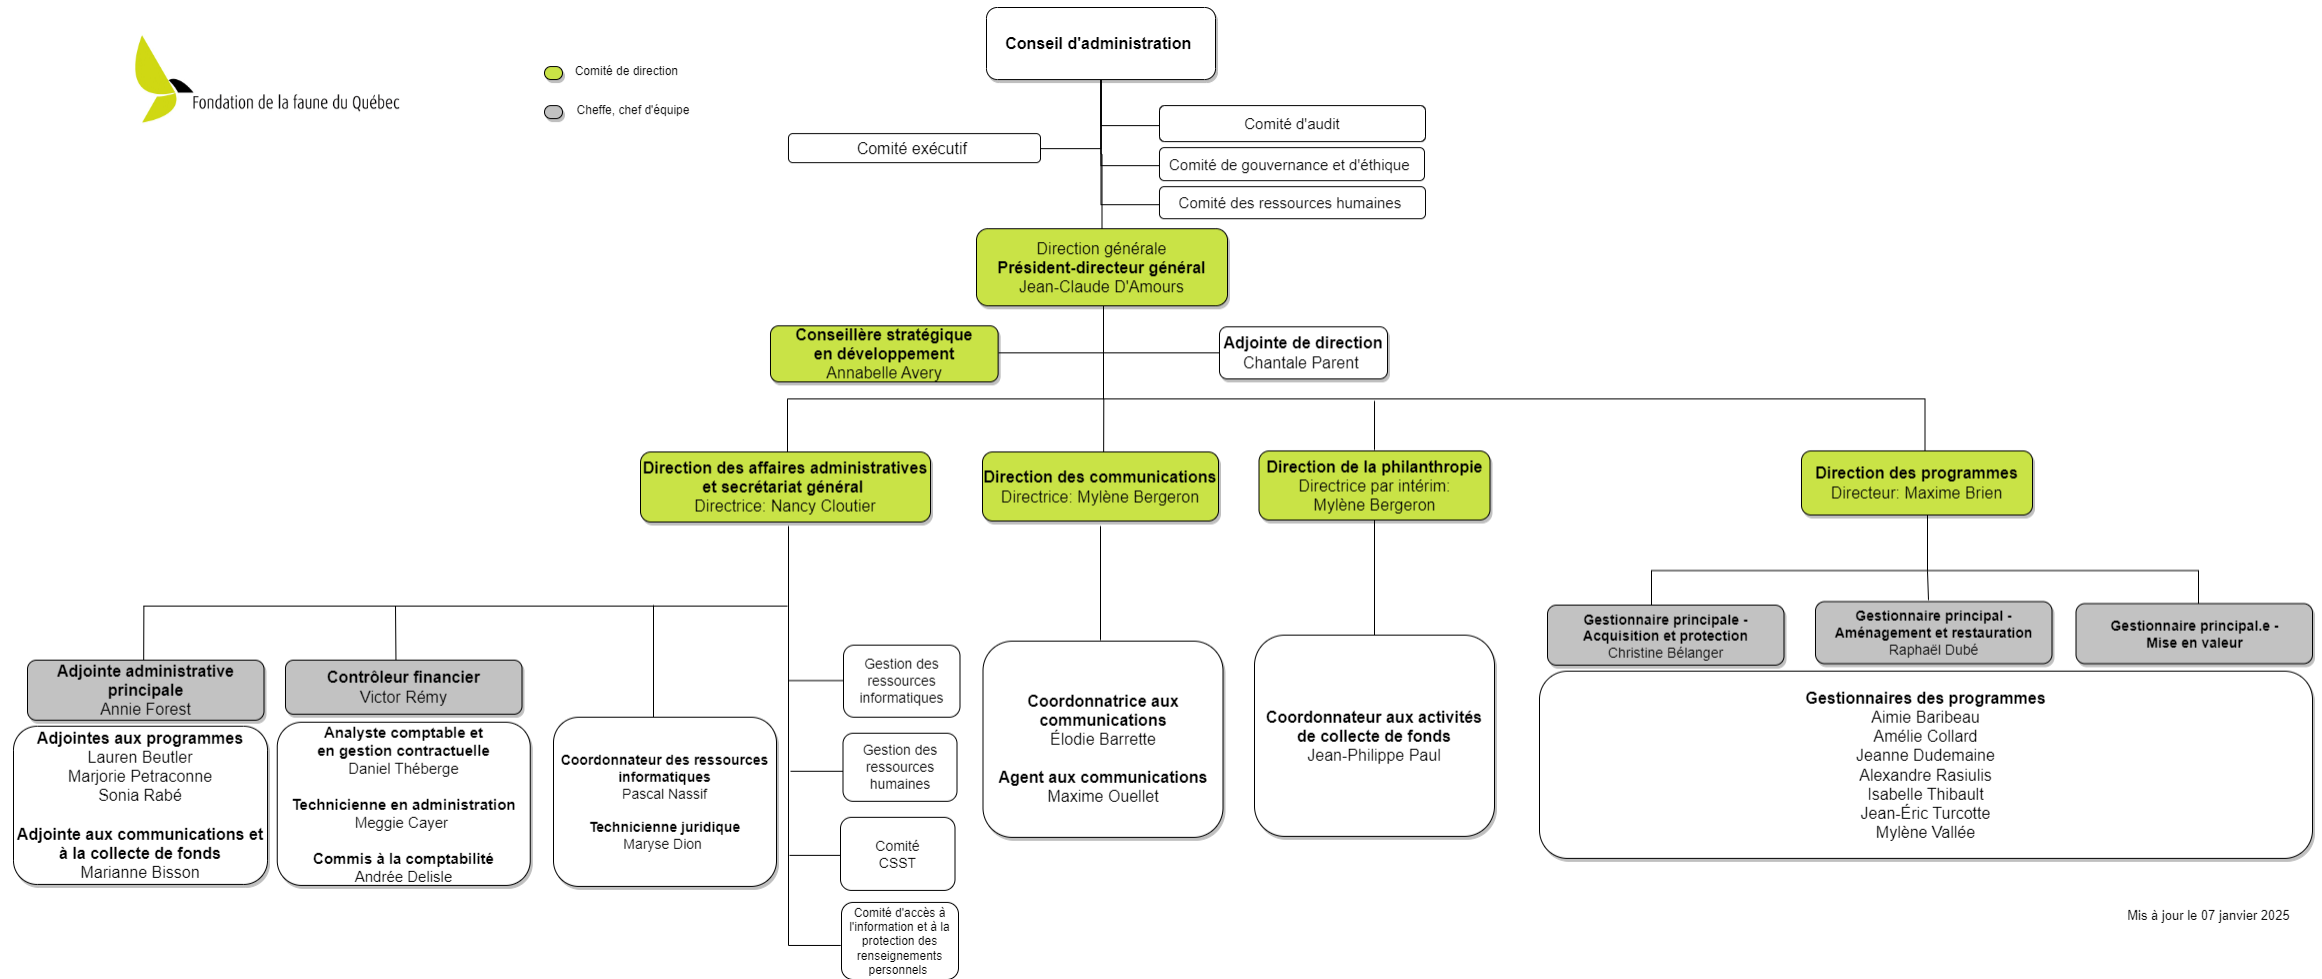 Fondation de la faune du Québec
Comité de direction
Cheffe, chef d'équipe
Conseil d'administration
Comité exécutif
Comité d'audit
Comité de gouvernance et d'éthique
Comité des ressources humaines
Direction générale
Président-directeur général
Jean-Claude D'Amours
Conseillère stratégique
en développement
Annabelle Avery
Adjointe de direction
Chantale Parent
Direction des affaires administratives
et secrétariat général
Directrice: Nancy Cloutier
Direction des communications
Directrice: Mylène Bergeron
Direction de la philanthropie
Directrice par intérim:
Mylène Bergeron
Direction des programmes
Directeur: Maxime Brien
Adjointe administrative
principale
Annie Forest
Adjointes aux programmes
Lauren Beutler
Marjorie Petraconne
Sonia Rabé
Adjointe aux communications et
à la collecte de fonds
Marianne Bisson
Contrôleur financier
Victor Rémy
Analyste comptable et
en gestion contractuelle
Daniel Théberge
Technicienne en administration
Meggie Cayer
Commis à la comptabilité
Andrée Delisle
Coordonnateur des ressources
informatiques
Pascal Nassif
Technicienne juridique
Maryse Dion
Gestion des
ressources
informatiques
Gestion des
ressources
humaines
Comité
CSST
Comité d'accès à
l'information et à la
protection des
renseignements
personnels
Coordonnatrice aux
communications
Élodie Barrette
Agent aux communications
Maxime Ouellet
Coordonnateur aux activités
de collecte de fonds
Jean-Philippe Paul
Gestionnaire principale -
Acquisition et protection
Christine Bélanger
Gestionnaire principal -
Aménagement et restauration
Raphaël Dubé
Gestionnaire principal.e -
Mise en valeur
Gestionnaires des programmes
Aimie Baribeau
Amélie Collard
Jeanne Dudemaine
Alexandre Rasiulis
Isabelle Thibault
Jean-Éric Turcotte
Mylène Vallée
Mis à jour le 07 janvier 2025